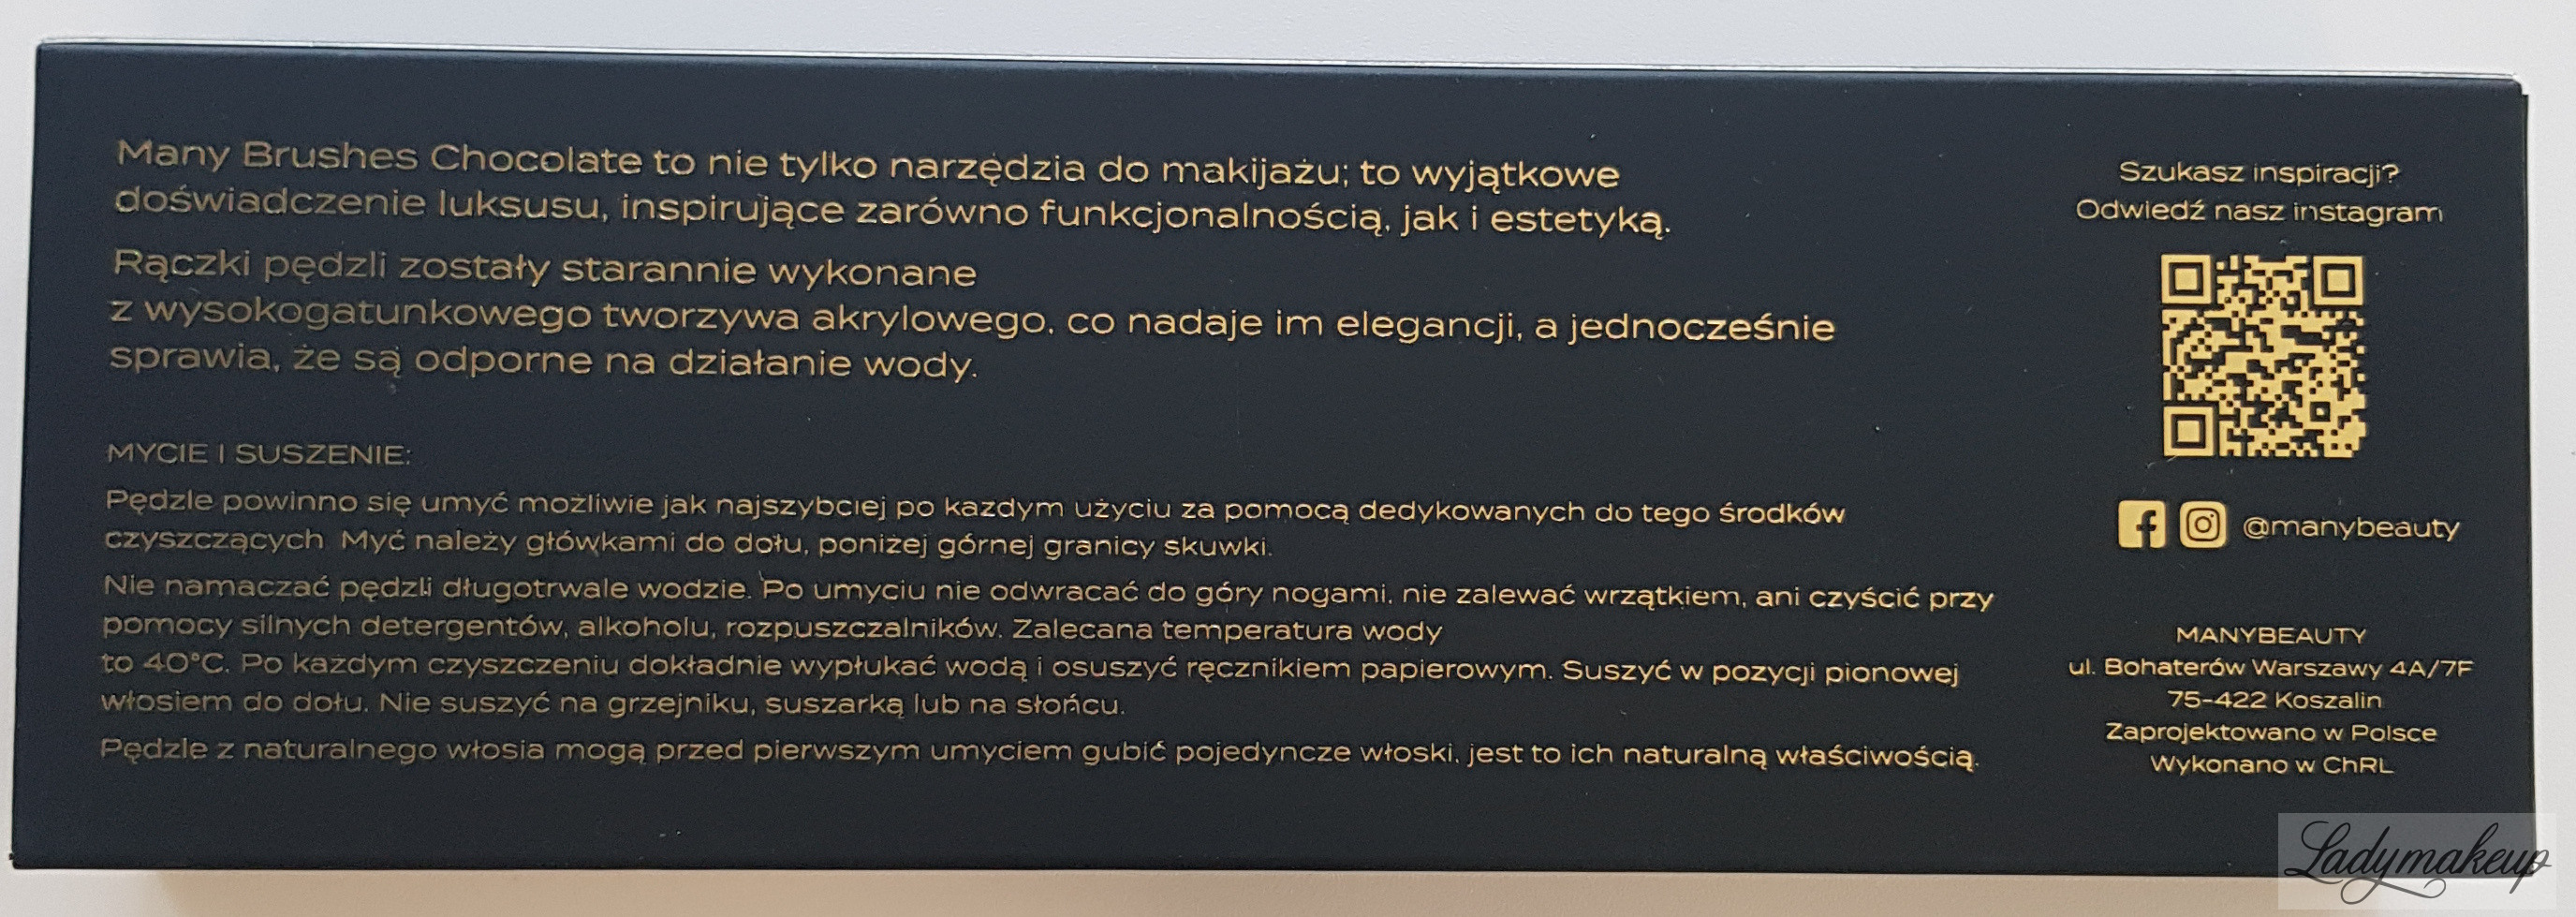 Many Brushes Chocolate to nie tylko narzędzia do makijażu; to wyjątkowe
doświadczenie luksusu, inspirujące zarówno funkcjonalnością, jak i estetyką.
Rączki pędzli zostały starannie wykonane
z wysokogatunkowego tworzywa akrylowego, co nadaje im elegancji, a jednocześnie
sprawia, że są odporne na działanie wody.
MYCIE I SUSZENIE:
Pędzle powinno się umyć możliwie jak najszybciej po każdym użyciu za pomocą dedykowanych do tego środków
czyszczących. Myć należy główkami do dołu, poniżej górnej granicy skuwki.
Nie namaczać pędzli długotrwale wodzie. Po umyciu nie odwracać do góry nogami, nie zalewać wrzątkiem, ani czyścić przy
pomocy silnych detergentów, alkoholu, rozpuszczalników. Zalecana temperatura wody
to 40°C. Po każdym czyszczeniu dokładnie wypłukać wodą i osuszyć ręcznikiem papierowym. Suszyć w pozycji pionowej
włosiem do dołu. Nie suszyć na grzejniku, suszarką lub na słońcu.
Pędzle z naturalnego włosia mogą przed pierwszym umyciem gubić pojedyncze włoski, jest to ich naturalną właściwością.
Szukasz inspiracji?
Odwiedź nasz instagram
@manybeauty
MANYBEAUTY
ul. Bohaterów Warszawy 4A/7F
75-422 Koszalin
Zaprojektowano w Polsce
Wykonano w ChRL
Ladymakeup